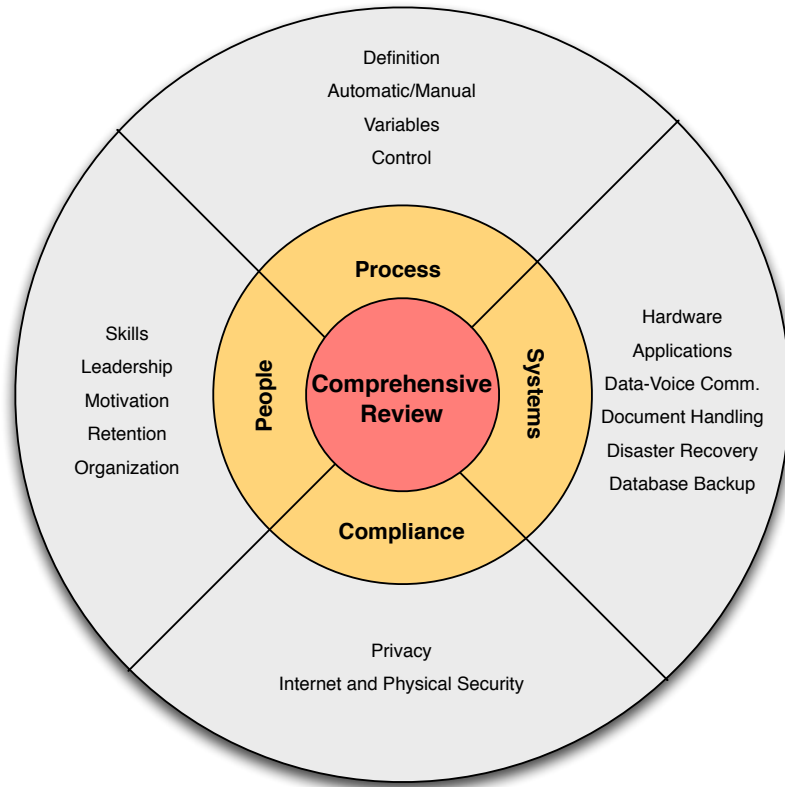 Definition
Automatic/Manual
Variables
Control
Process
People
Skills
Leadership
Motivation
Retention
Organization
Comprehensive
Review
Systems
Hardware
Applications
Data-Voice Comm.
Document Handling
Disaster Recovery
Database Backup
Compliance
Privacy
Internet and Physical Security